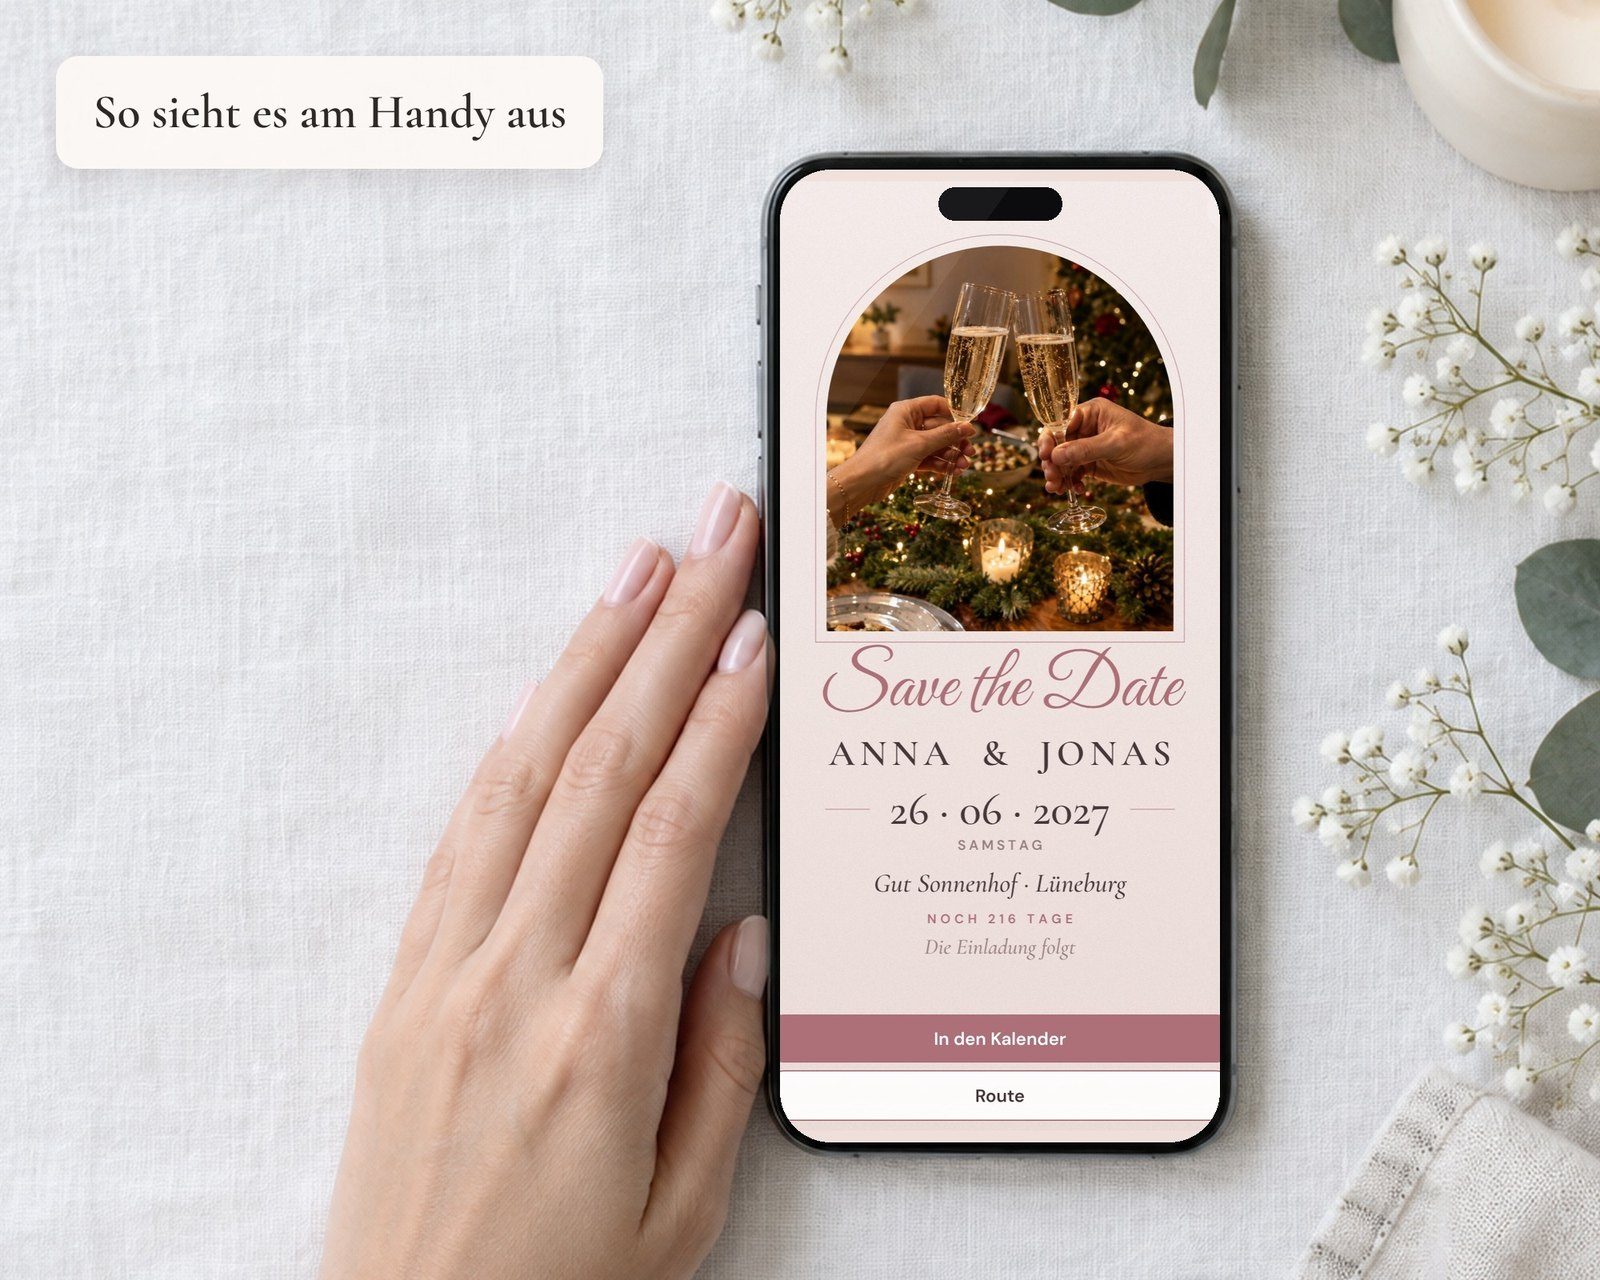 So sieht es am Handy aus
Save the Date
ANNA & JONAS
26 · 06 · 2027
SAMSTAG
Gut Sonnenhof · Lüneburg
NOCH 216 TAGE
Die Einladung folgt
In den Kalender
Route